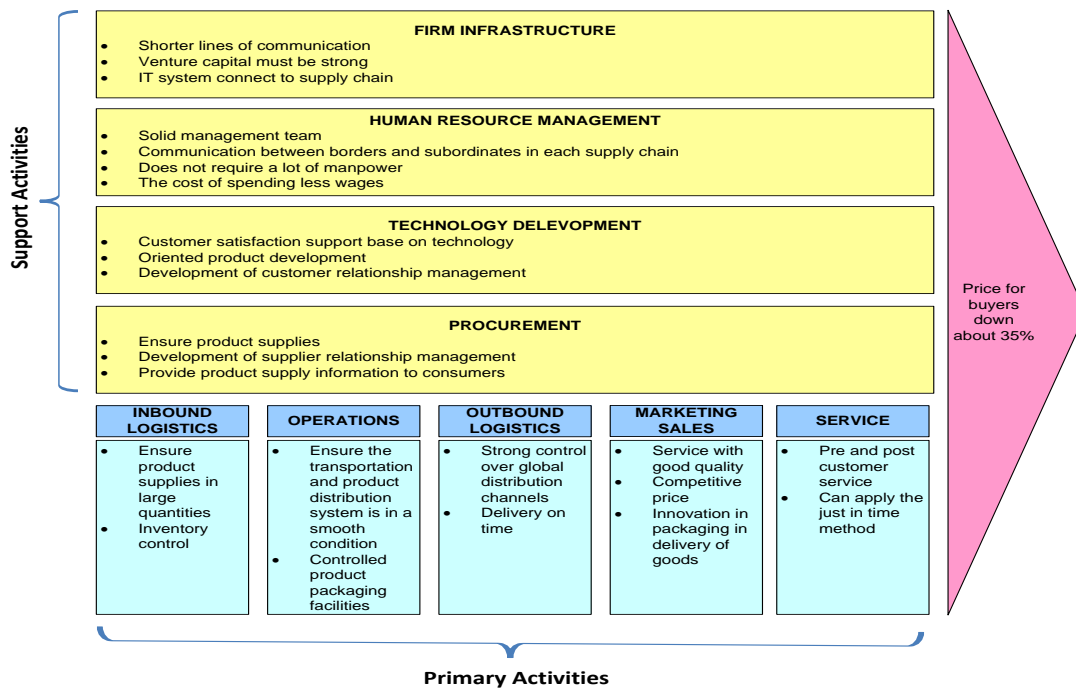 FIRM INFRASTRUCTURE
• Shorter lines of communication
• Venture capital must be strong
• IT system connect to supply chain
HUMAN RESOURCE MANAGEMENT
• Solid management team
• Communication between borders and subordinates in each supply chain
• Does not require a lot of manpower
• The cost of spending less wages
TECHNOLOGY DELEVOPMENT
• Customer satisfaction support base on technology
• Oriented product development
• Development of customer relationship management
PROCUREMENT
• Ensure product supplies
• Development of supplier relationship management
• Provide product supply information to consumers
Support Activities
Price for
buyers
down
about 35%
INBOUND
LOGISTICS
• Ensure
product
supplies in
large
quantities
• Inventory
control
OPERATIONS
• Ensure the
transportation
and product
distribution
system is in a
smooth
condition
• Controlled
product
packaging
facilities
OUTBOUND
LOGISTICS
• Strong control
over global
distribution
channels
• Delivery on
time
MARKETING
SALES
• Service with
good quality
• Competitive
price
• Innovation in
packaging in
delivery of
goods
SERVICE
• Pre and post
customer
service
• Can apply the
just in time
method
Primary Activities